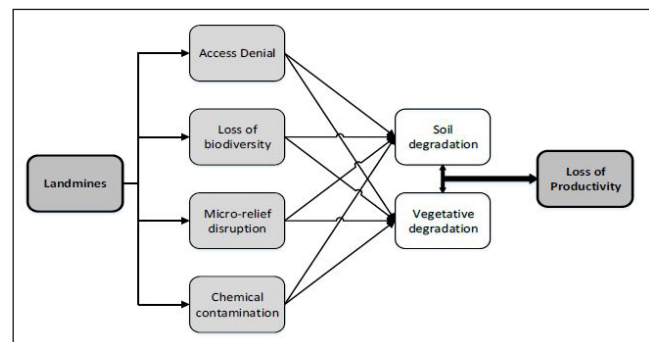 Access Denial
Loss of
biodiversity
Landmines
Micro-relief
disruption
Chemical
contamination
Soil
degradation
Vegetative
degradation
Loss of
Productivity